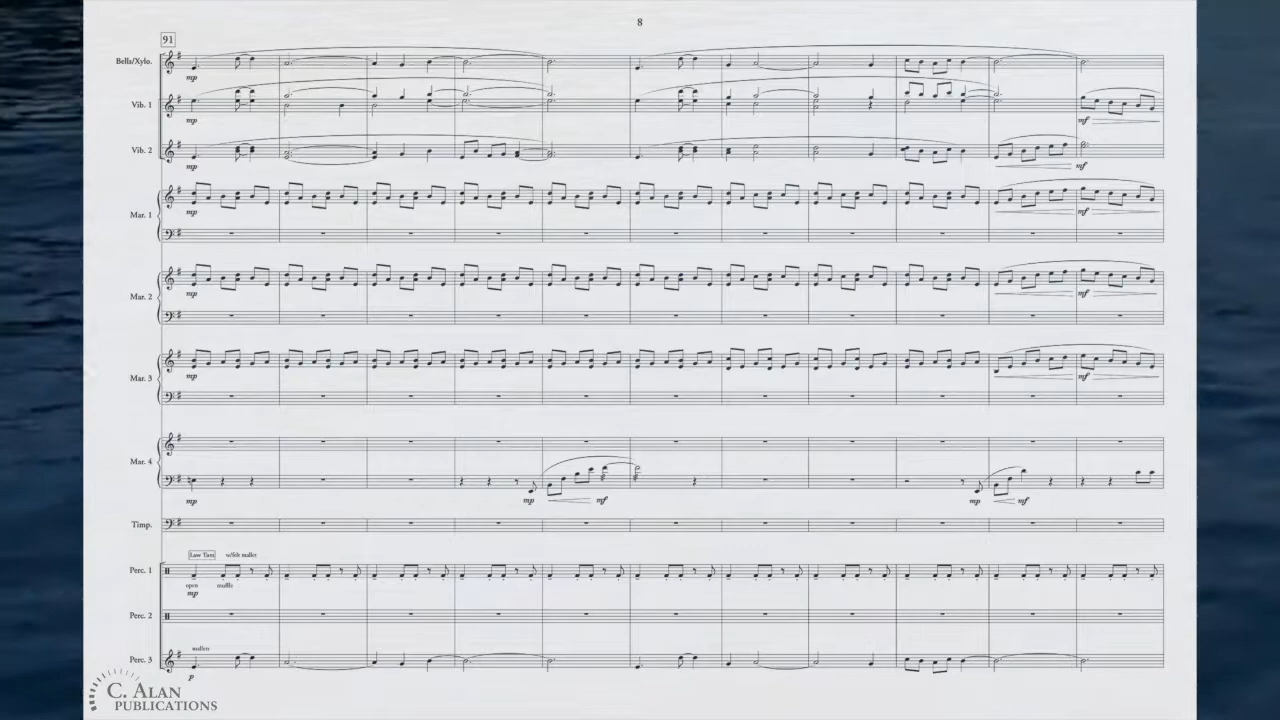 8
91
Bells/Xylo.
mp
Vib. 1
mp
mf
Vib. 2
mp
mf
Mar. 1
mp
mf
Mar. 2
mp
mf
Mar. 3
mp
mf
Mar. 4
mp
mp
mf
mp
mf
Timp.
Low Tom w/felt mallet
Perc. 1
open muffle
mp
Perc. 2
mallets
Perc. 3
p
C. ALAN
PUBLICATIONS